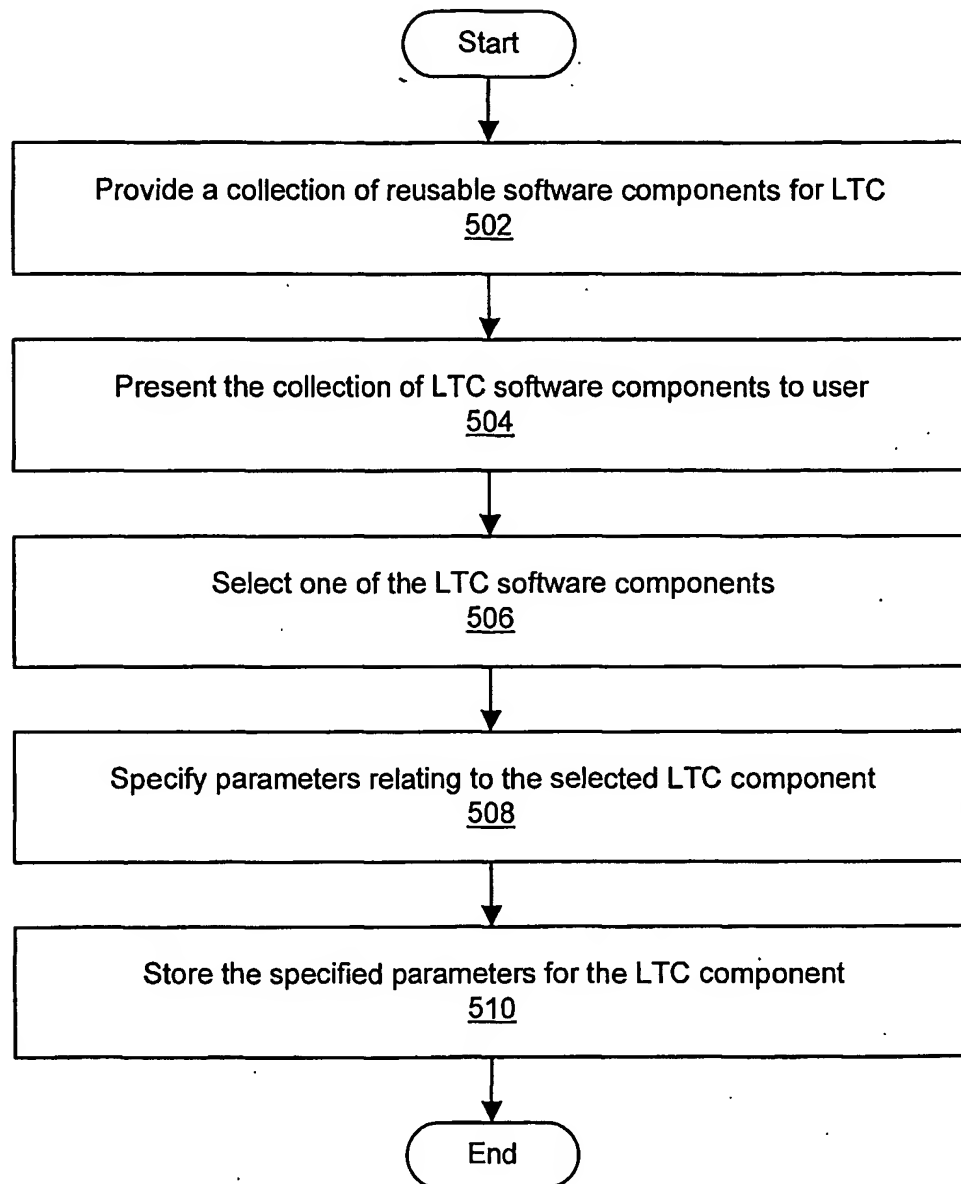 Start
Provide a collection of reusable software components for LTC
502
Present the collection of LTC software components to user
504
Select one of the LTC software components
506
Specify parameters relating to the selected LTC component
508
Store the specified parameters for the LTC component
510
End